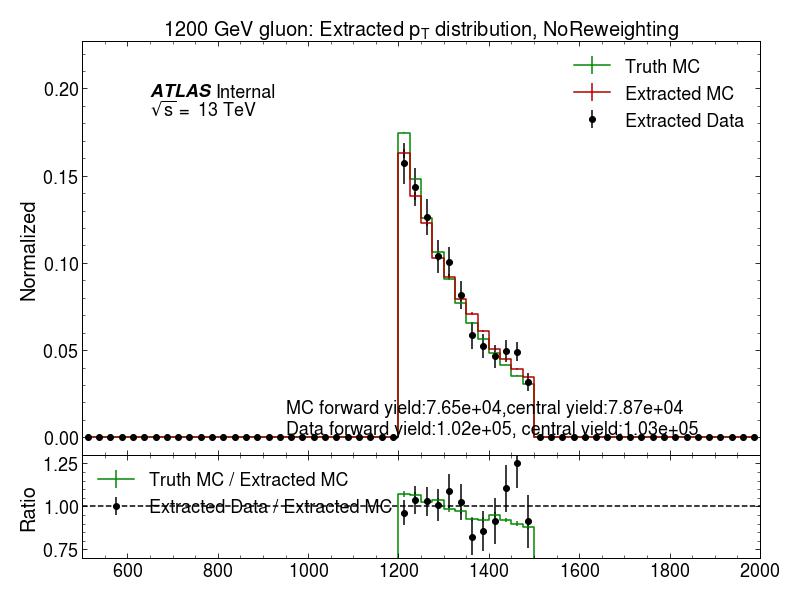 1200 GeV gluon: Extracted pT distribution, NoReweighting
ATLAS Internal
√s = 13 TeV
Truth MC
Extracted MC
Extracted Data
Normalized
0.20
0.15
0.10
0.05
0.00
MC forward yield:7.65e+04,central yield:7.87e+04
Data forward yield:1.02e+05, central yield:1.03e+05
Ratio
1.25
1.00
0.75
Truth MC / Extracted MC
Extracted Data / Extracted MC
600 800 1000 1200 1400 1600 1800 2000